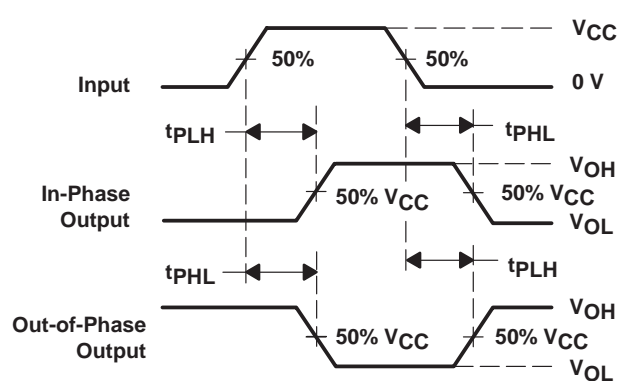 VCC
50%
50%
Input
0 V
tPLH
tPHL
VOH
In-Phase
Output
50% VCC
50% VCC
VOL
tPHL
tPLH
VOH
Out-of-Phase
Output
50% VCC
50% VCC
VOL